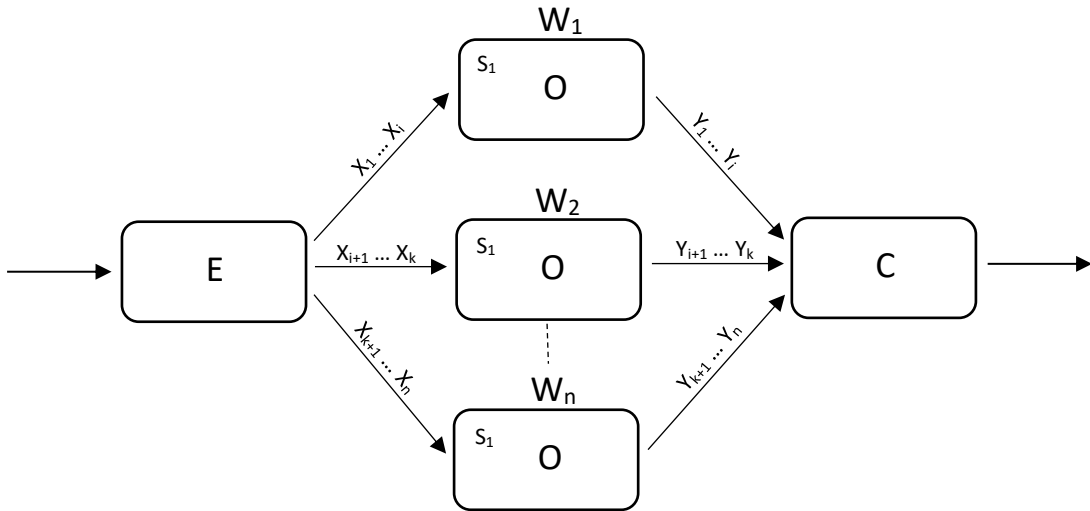 W₁
S₁
O
X₁ ... Xᵢ
Y₁ ... Yᵢ
W₂
S₁
O
E
Xᵢ₊₁ ... Xₖ
Yᵢ₊₁ ... Yₖ
C
Xₖ₊₁ ... Xₙ
Yₖ₊₁ ... Yₙ
Wₙ
S₁
O